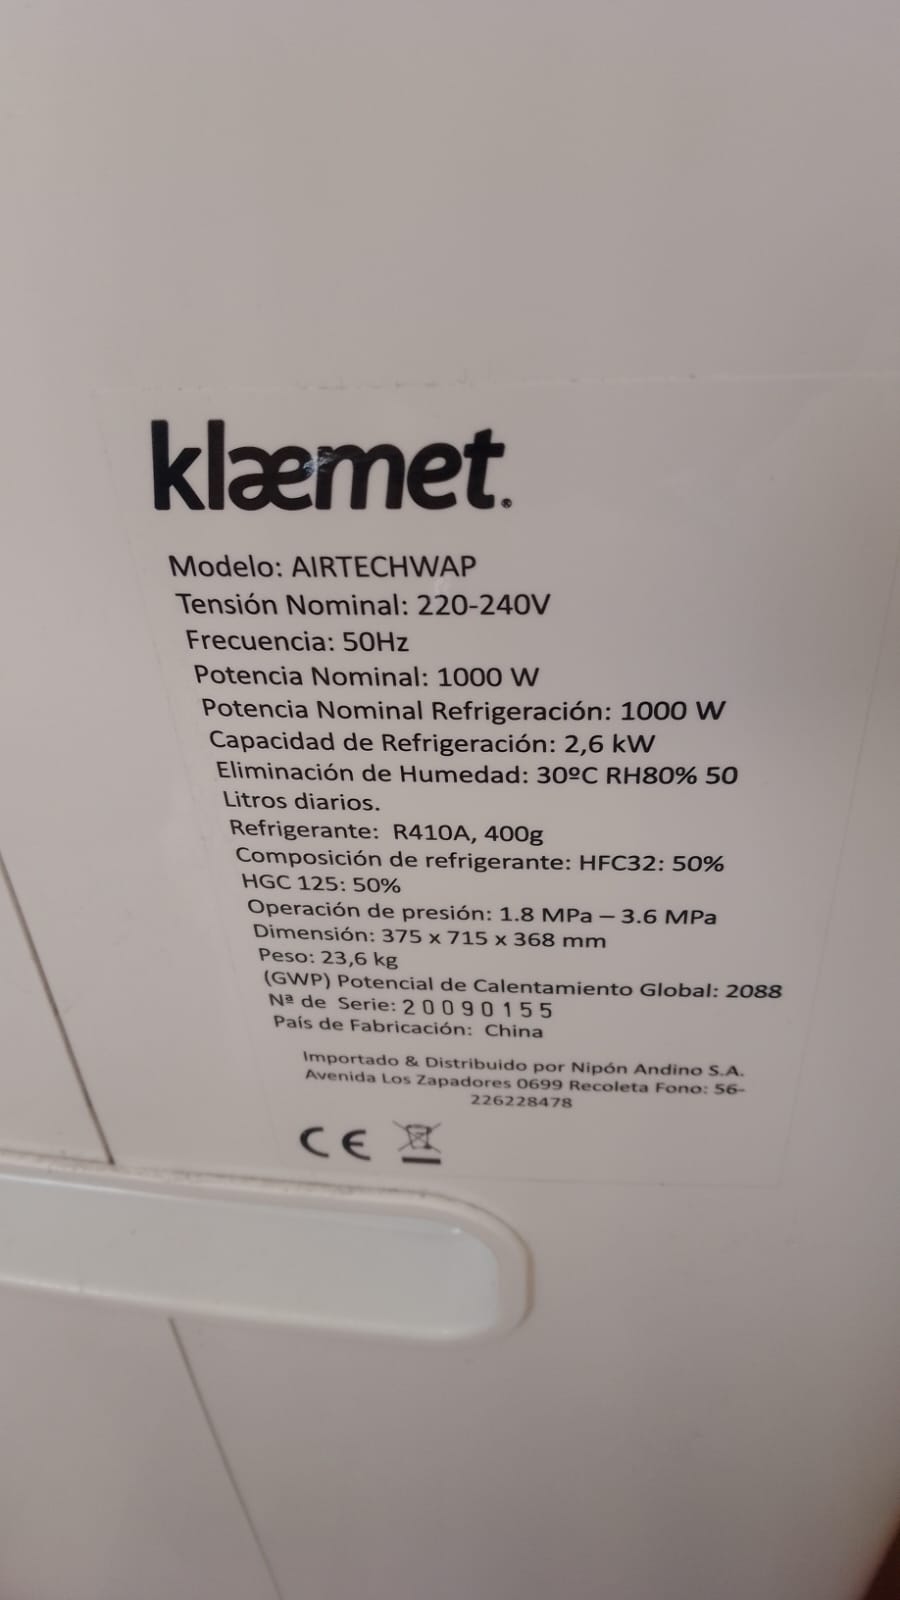 klæmet®
Modelo: AIRTECHWAP
Tensión Nominal: 220-240V
Frecuencia: 50Hz
Potencia Nominal: 1000 W
Potencia Nominal Refrigeración: 1000 W
Capacidad de Refrigeración: 2,6 kW
Eliminación de Humedad: 30ºC RH80% 50
Litros diarios.
Refrigerante: R410A, 400g
Composición de refrigerante: HFC32: 50%
HGC 125: 50%
Operación de presión: 1.8 MPa – 3.6 MPa
Dimensión: 375 x 715 x 368 mm
Peso: 23,6 kg
(GWP) Potencial de Calentamiento Global: 2088
Nª de Serie: 20090155
País de Fabricación: China
Importado & Distribuido por Nipón Andino S.A.
Avenida Los Zapadores 0699 Recoleta Fono: 56-
226228478
CE